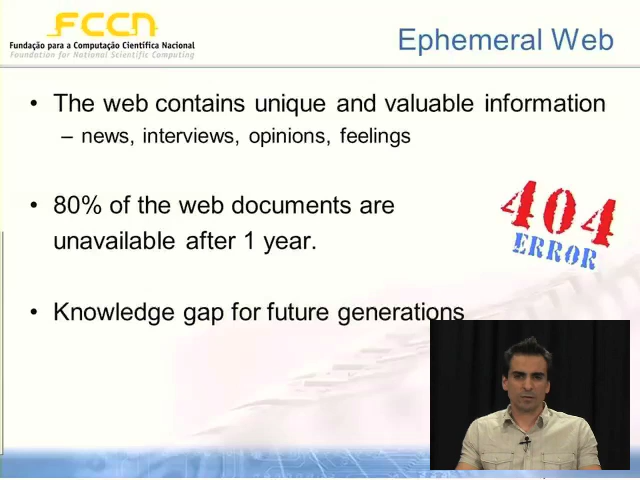 FCCN
Fundação para a Computação Científica Nacional
Foundation for National Scientific Computing
Ephemeral Web
• The web contains unique and valuable information
– news, interviews, opinions, feelings
• 80% of the web documents are
unavailable after 1 year.
404
ERROR
• Knowledge gap for future generations